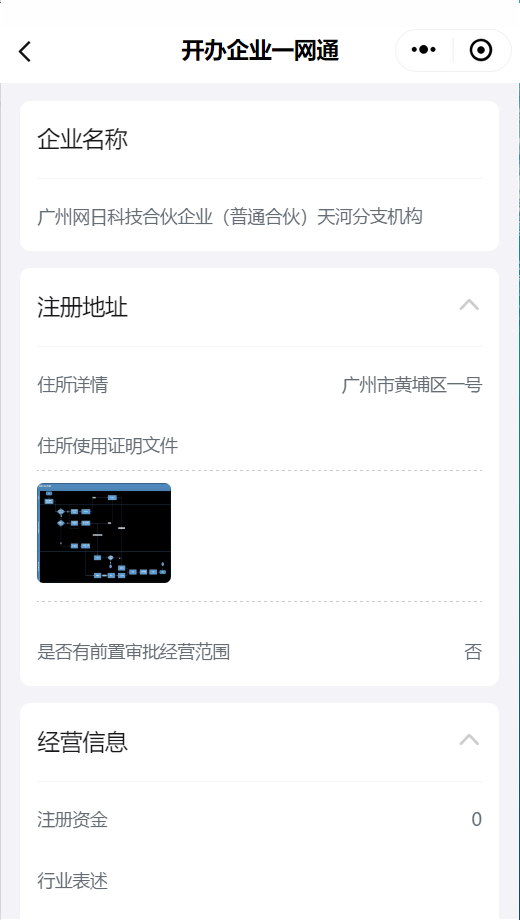 开办企业一网通
企业名称
广州网日科技合伙企业（普通合伙）天河分支机构
注册地址
住所详情
广州市黄埔区一号
住所使用证明文件
是否有前置审批经营范围
否
经营信息
注册资金
0
行业表述